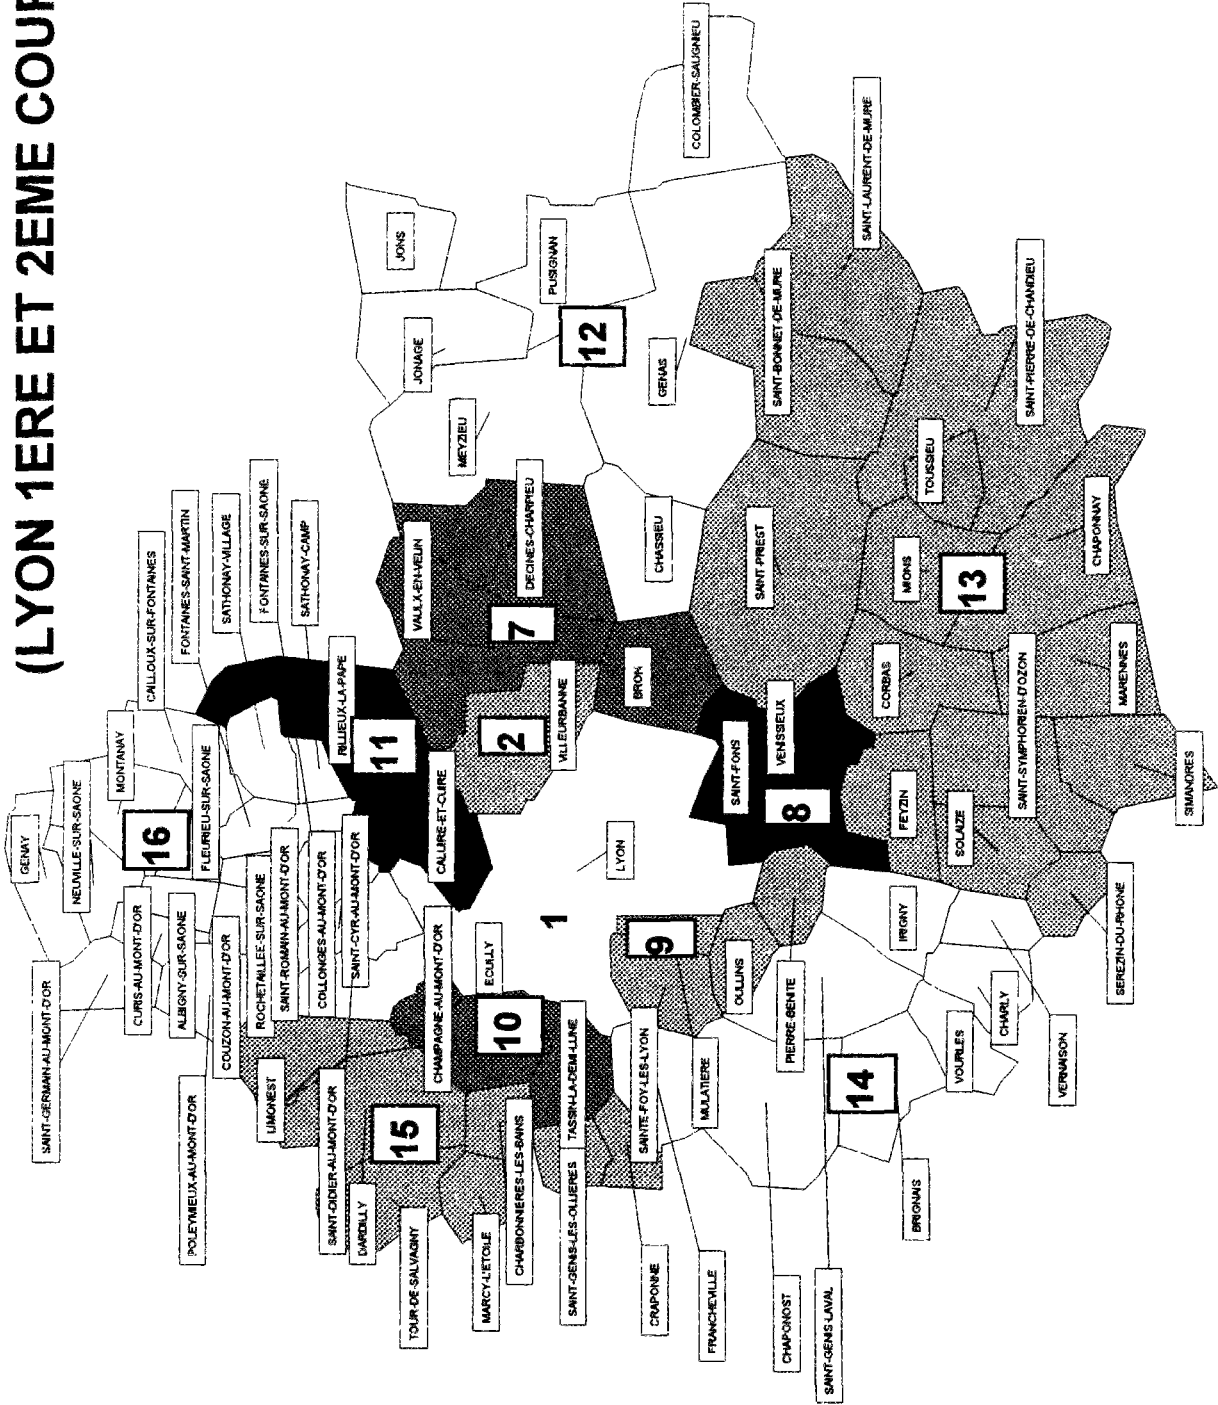 (LYON 1ERE ET 2EME COU
SAINT-GERMAIN-AU-MONT-D'OR
GENAY
NEUVILLE-SUR-SAONE
MONTANAY
CAILLOUX-SUR-FONTAINES
FONTAINES-SAINT-MARTIN
SATHONAY-VILLAGE
FONTAINES-SUR-SAONE
SATHONAY-CAMP
16
FLEURIEU-SUR-SAONE
CURIS-AU-MONT-D'OR
ALBIGNY-SUR-SAONE
POLEYMIEUX-AU-MONT-D'OR
COUZON-AU-MONT-D'OR
ROCHETAILLEE-SUR-SAONE
SAINT-ROMAIN-AU-MONT-D'OR
COLLONGES-AU-MONT-D'OR
SAINT-CYR-AU-MONT-D'OR
LIMONEST
SAINT-DIDIER-AU-MONT-D'OR
DARDILLY
15
TOUR-DE-SALVAGNY
MARCY-L'ETOILE
CHARBONNIERES-LES-BAINS
CHAMPAGNE-AU-MONT-D'OR
ECULLY
10
TASSIN-LA-DEMI-LUNE
SAINT-GENIS-LES-OLLIERES
CRAPONNE
FRANCHEVILLE
SAINTE-FOY-LES-LYON
MULATIERE
9
OULLINS
PIERRE-BENITE
CHAPONOST
SAINT-GENIS-LAVAL
14
BRIGNAIS
VOURLES
CHARLY
VERNAISON
IRIGNY
RILLIEUX-LA-PAPE
11
CALUIRE-ET-CUIRE
1
LYON
2
VILLEURBANNE
VAULX-EN-VELIN
DECINES-CHARPIEU
7
BRON
SAINT-FONS
VENISSIEUX
8
JONS
JONAGE
MEYZIEU
PUSIGNAN
12
GENAS
CHASSIEU
COLOMBIER-SAUGNIEU
SAINT-LAURENT-DE-MURE
SAINT-BONNET-DE-MURE
SAINT-PRIEST
SAINT-PIERRE-DE-CHANDIEU
TOUSSIEU
MIONS
13
CHAPONNAY
CORBAS
MARENNES
SAINT-SYMPHORIEN-D'OZON
FEYZIN
SOLAIZE
SIMANDRES
SEREZIN-DU-RHONE